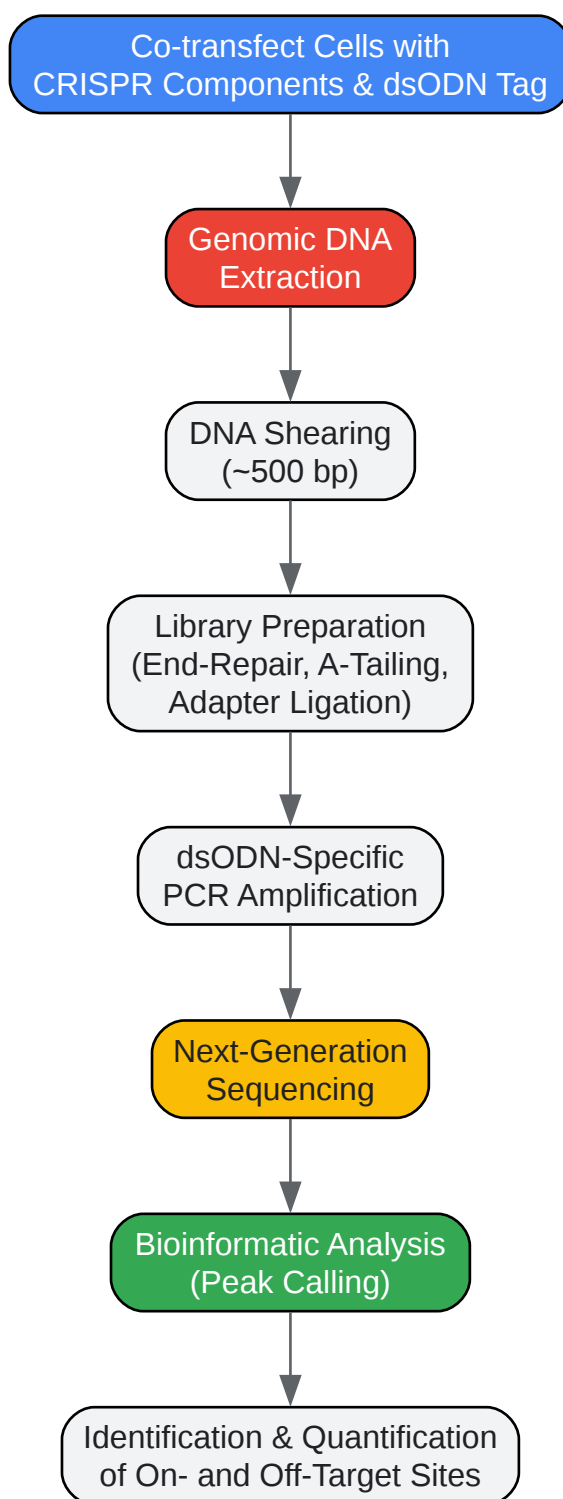 Co-transfect Cells with
CRISPR Components & dsODN Tag
Genomic DNA
Extraction
DNA Shearing
(~500 bp)
Library Preparation
(End-Repair, A-Tailing,
Adapter Ligation)
dsODN-Specific
PCR Amplification
Next-Generation
Sequencing
Bioinformatic Analysis
(Peak Calling)
Identification & Quantification
of On- and Off-Target Sites